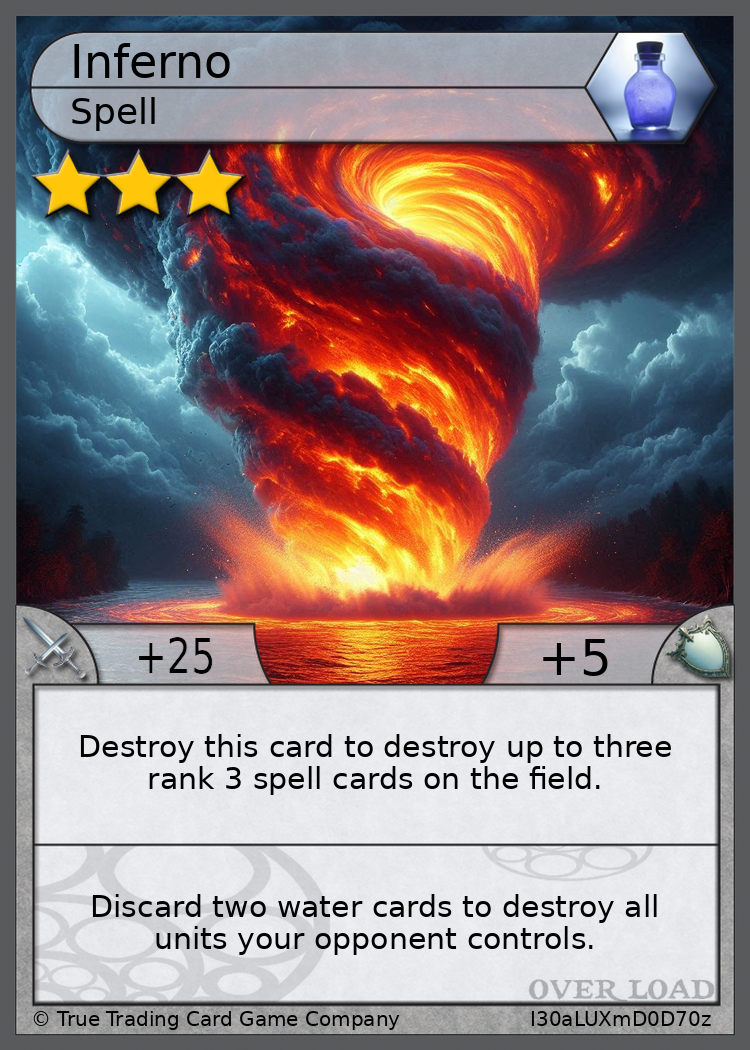 Inferno
Spell
+25
+5
Destroy this card to destroy up to three
rank 3 spell cards on the field.
Discard two water cards to destroy all
units your opponent controls.
OVER LOAD
© True Trading Card Game Company
I30aLUXmD0D70z